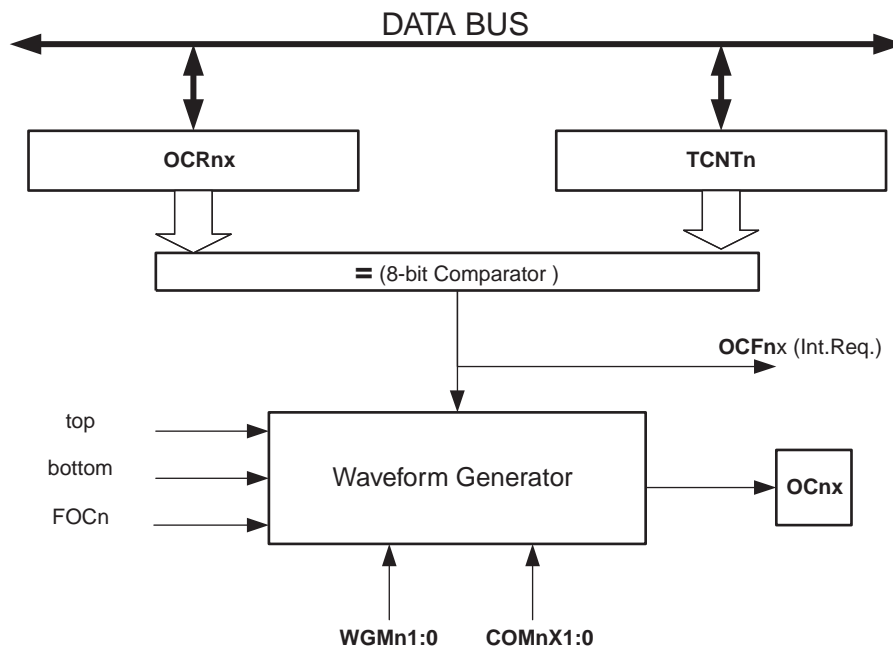 DATA BUS
OCRnx
TCNTn
= (8-bit Comparator )
OCFnx (Int.Req.)
top
bottom
FOCn
Waveform Generator
OCnx
WGMn1:0
COMnX1:0